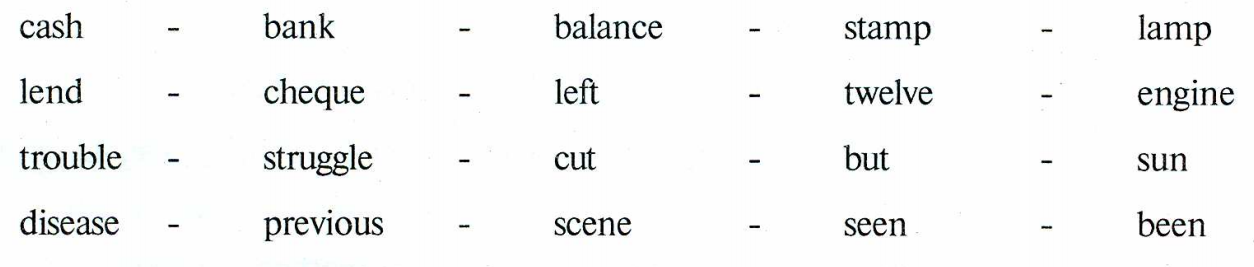 cash - bank - balance - stamp - lamp
lend - cheque - left - twelve - engine
trouble - struggle - cut - but - sun
disease - previous - scene - seen - been